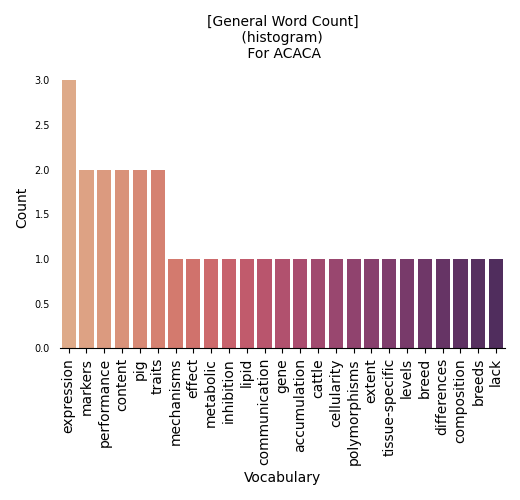 [General Word Count]
(histogram)
For ACACA
Count
3.0
2.5
2.0
1.5
1.0
0.5
0.0
expression
markers
performance
content
pig
traits
mechanisms
effect
metabolic
inhibition
lipid
communication
gene
accumulation
cattle
cellularity
polymorphisms
extent
tissue-specific
levels
breed
differences
composition
breeds
lack
Vocabulary